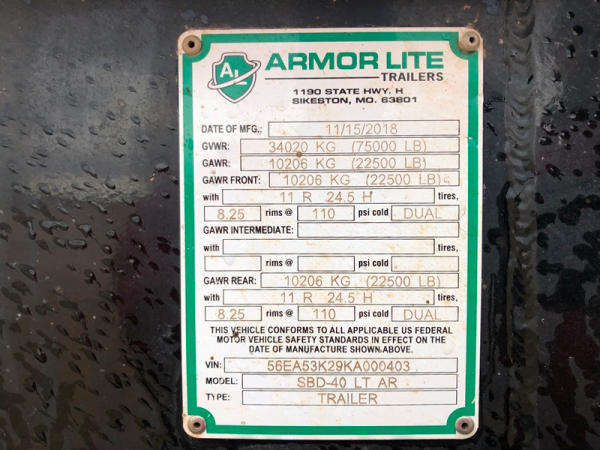 AL ARMOR LITE
TRAILERS
1190 STATE HWY. H
SIKESTON, MO. 63801
DATE OF MFG.: 11/15/2018
GVWR: 34020 KG (75000 LB)
GAWR: 10206 KG (22500 LB)
GAWR FRONT: 10206 KG (22500 LB)
with 11 R 24.5 H tires,
8.25 rims @ 110 psi cold DUAL
GAWR INTERMEDIATE:
with tires,
rims @ psi cold
GAWR REAR: 10206 KG (22500 LB)
with 11 R 24.5 H tires,
8.25 rims @ 110 psi cold DUAL
THIS VEHICLE CONFORMS TO ALL APPLICABLE US FEDERAL
MOTOR VEHICLE SAFETY STANDARDS IN EFFECT ON THE
DATE OF MANUFACTURE SHOWN ABOVE.
VIN: 56EA53K29KA000403
MODEL: SBD-40 LT AR
TYPE: TRAILER